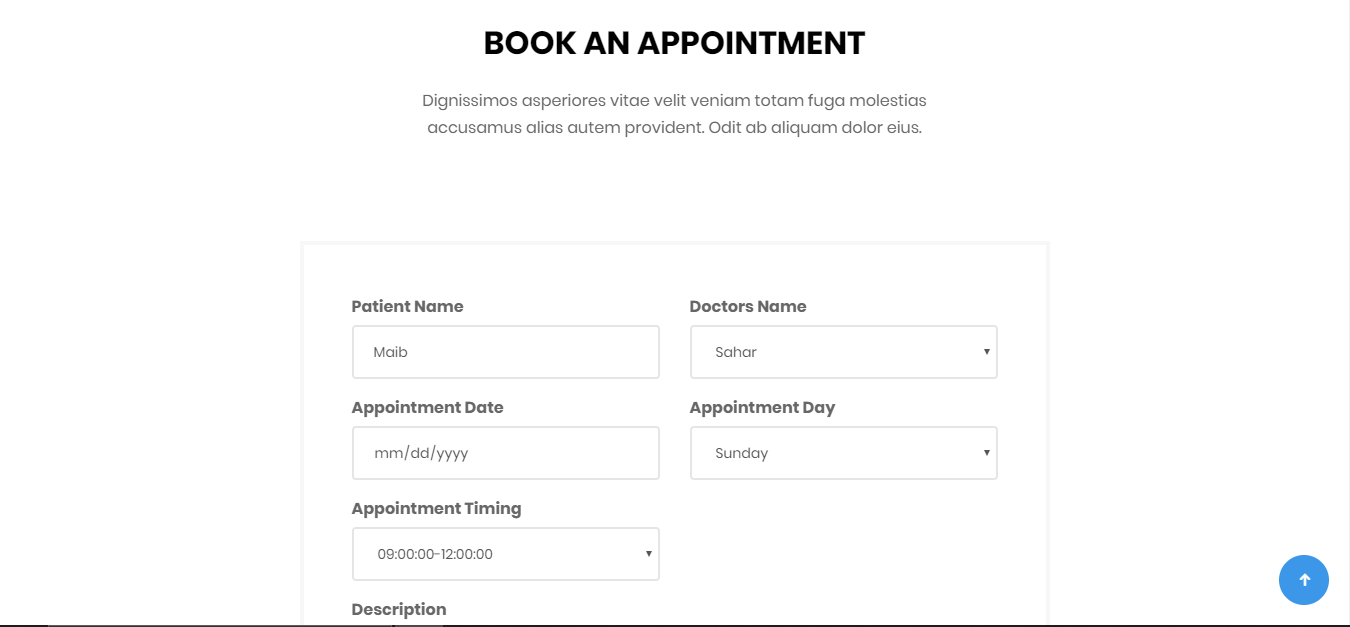 BOOK AN APPOINTMENT
Dignissimos asperiores vitae velit veniam totam fuga molestias
accusamus alias autem provident. Odit ab aliquam dolor eius.
Patient Name
Doctors Name
Maib
Sahar
Appointment Date
Appointment Day
mm/dd/yyyy
Sunday
Appointment Timing
09:00:00-12:00:00
Description